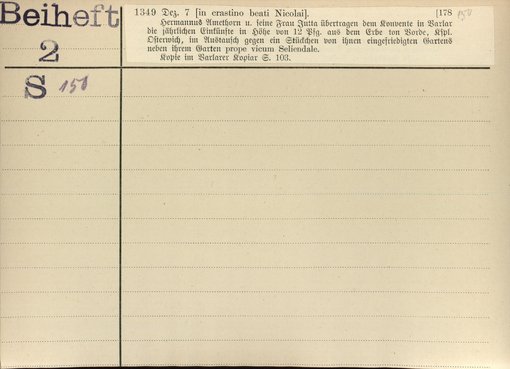 Beiheft
2
S 151
1349 Dez. 7 [in crastino beati Nicolai]. [178 151
Hermannus Amethorn u. seine Frau Jutta übertragen dem Konvente in Varlar
die jährlichen Einkünfte in Höhe von 12 Pfg. aus dem Erbe ton Vorde, Kspl.
Osterwich, im Austausch gegen ein Stückchen von ihnen eingefriedigten Gartens
neben ihrem Garten prope vicum Seliendale.
Kopie im Varlarer Kopiar S. 103.